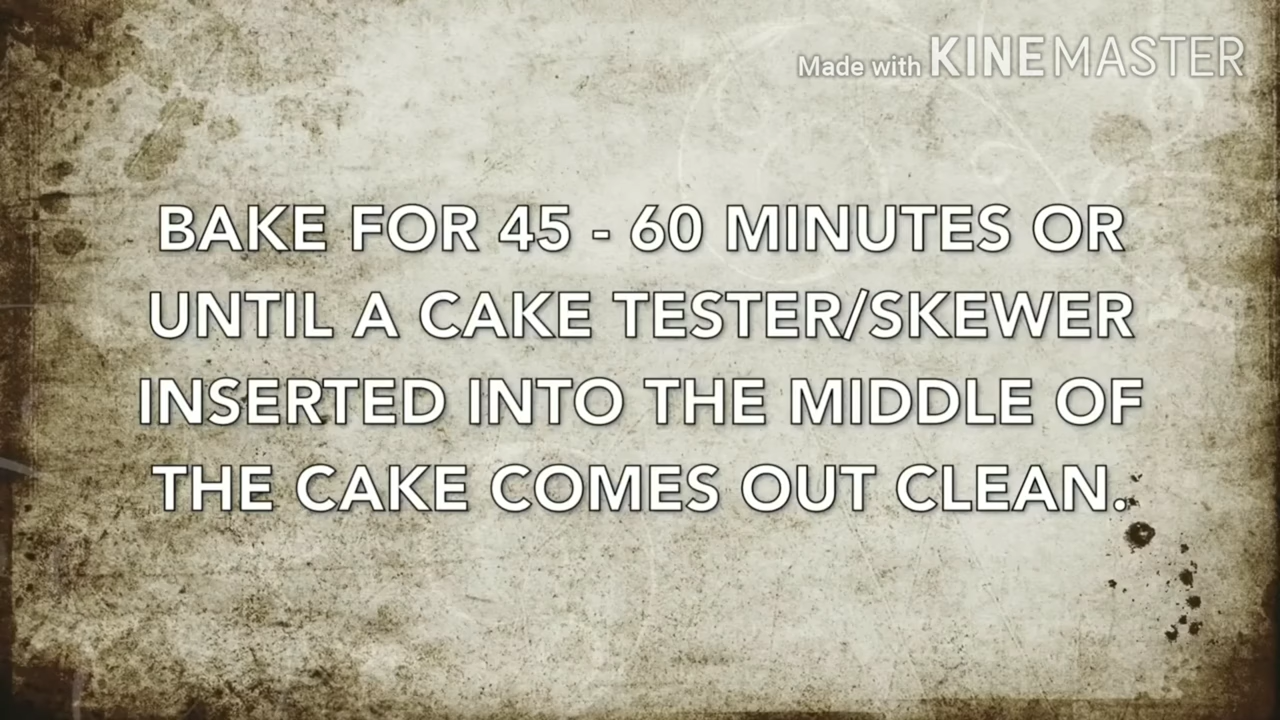 Made with KINEMASTER
BAKE FOR 45 - 60 MINUTES OR
UNTIL A CAKE TESTER/SKEWER
INSERTED INTO THE MIDDLE OF
THE CAKE COMES OUT CLEAN.